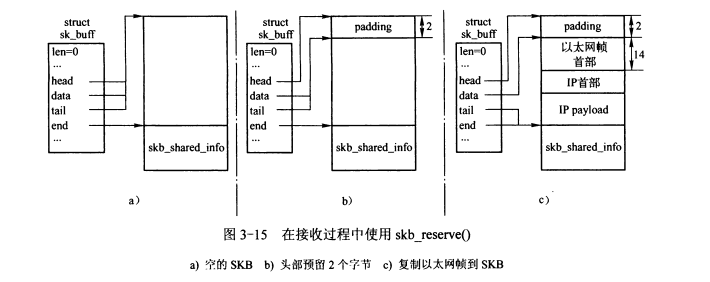 struct
sk_buff
len=0
...
head
data
tail
end
...
skb_shared_info
a）
struct
sk_buff
len=0
...
head
data
tail
end
...
padding
2
skb_shared_info
b）
struct
sk_buff
len=0
...
head
data
tail
end
...
padding
2
以太网帧
首部
14
IP首部
IP payload
skb_shared_info
c）
图 3-15 在接收过程中使用 skb_reserve()
a) 空的 SKB b) 头部预留 2 个字节 c) 复制以太网帧到 SKB